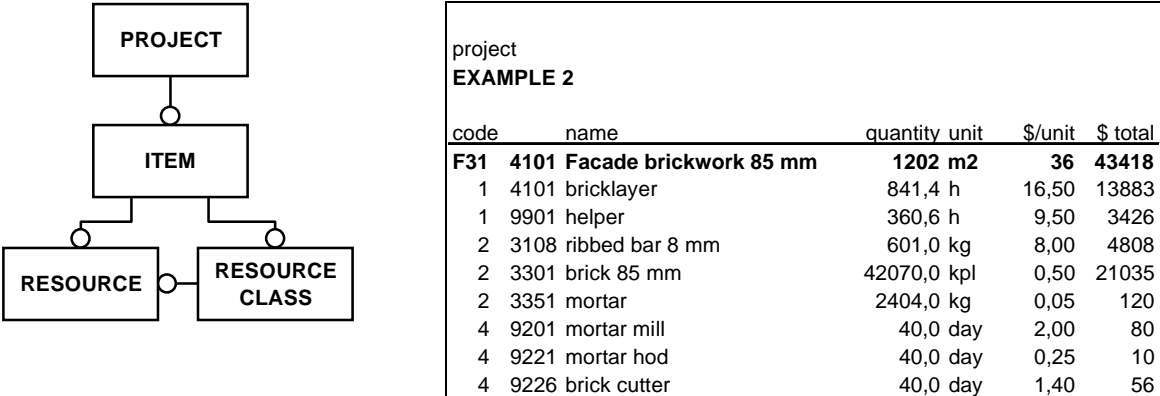 PROJECT
ITEM
RESOURCE
RESOURCE
CLASS
project
EXAMPLE 2
code name quantity unit $/unit $ total
F31 4101 Facade brickwork 85 mm 1202 m2 36 43418
1 4101 bricklayer 841,4 h 16,50 13883
1 9901 helper 360,6 h 9,50 3426
2 3108 ribbed bar 8 mm 601,0 kg 8,00 4808
2 3301 brick 85 mm 42070,0 kpl 0,50 21035
2 3351 mortar 2404,0 kg 0,05 120
4 9201 mortar mill 40,0 day 2,00 80
4 9221 mortar hod 40,0 day 0,25 10
4 9226 brick cutter 40,0 day 1,40 56